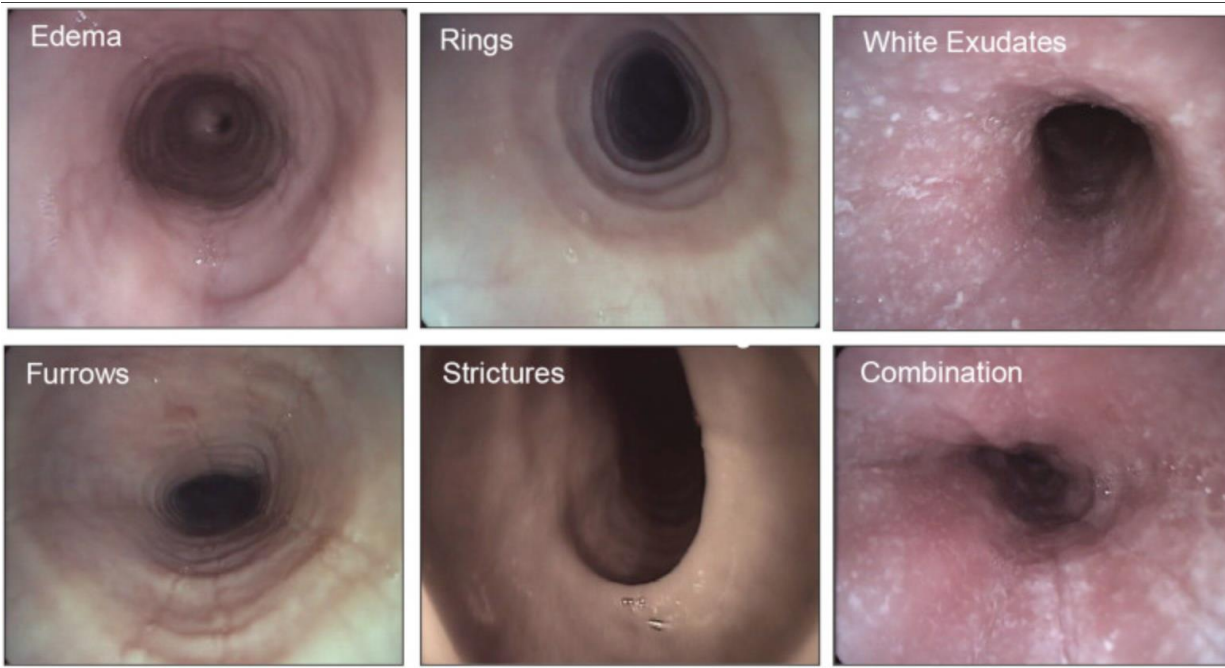 Edema
Rings
White Exudates
Furrows
Strictures
Combination